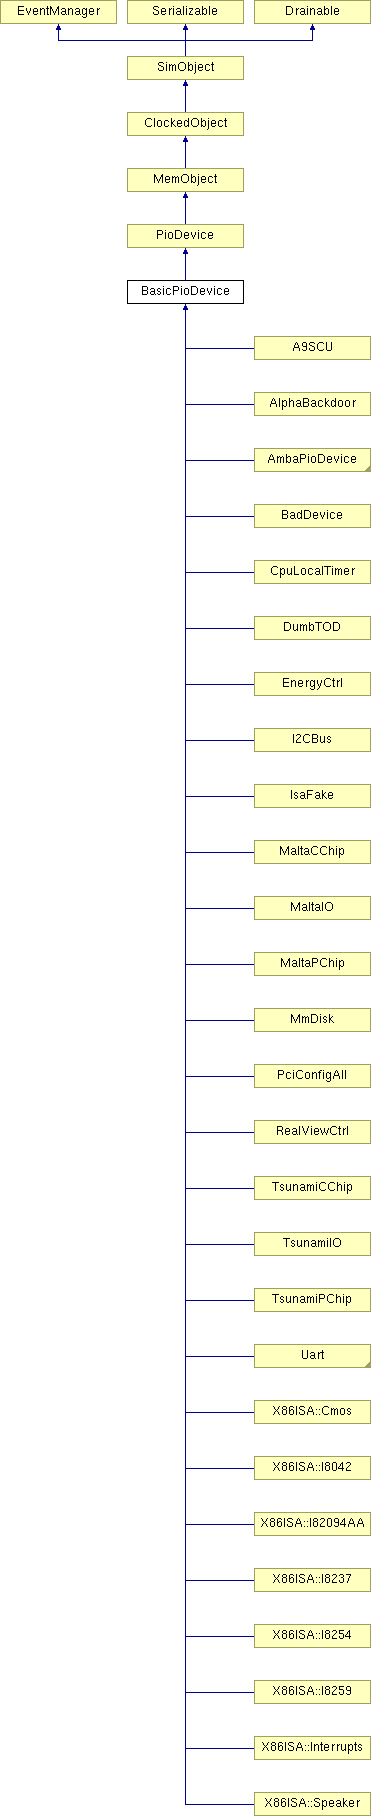 EventManager
Serializable
Drainable
SimObject
ClockedObject
MemObject
PioDevice
BasicPioDevice
A9SCU
AlphaBackdoor
AmbaPioDevice
BadDevice
CpuLocalTimer
DumbTOD
EnergyCtrl
I2CBus
IsaFake
MaltaCChip
MaltaIO
MaltaPChip
MmDisk
PciConfigAll
RealViewCtrl
TsunamiCChip
TsunamiIO
TsunamiPChip
Uart
X86ISA::Cmos
X86ISA::I8042
X86ISA::I82094AA
X86ISA::I8237
X86ISA::I8254
X86ISA::I8259
X86ISA::Interrupts
X86ISA::Speaker